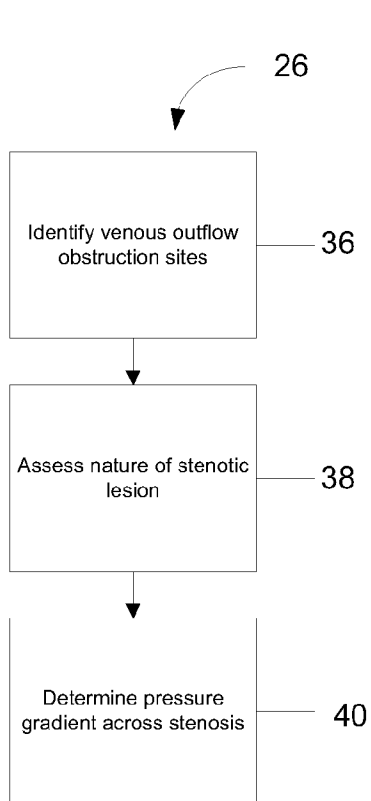 26
Identify venous outflow
obstruction sites
36
Assess nature of stenotic
lesion
38
Determine pressure
gradient across stenosis
40